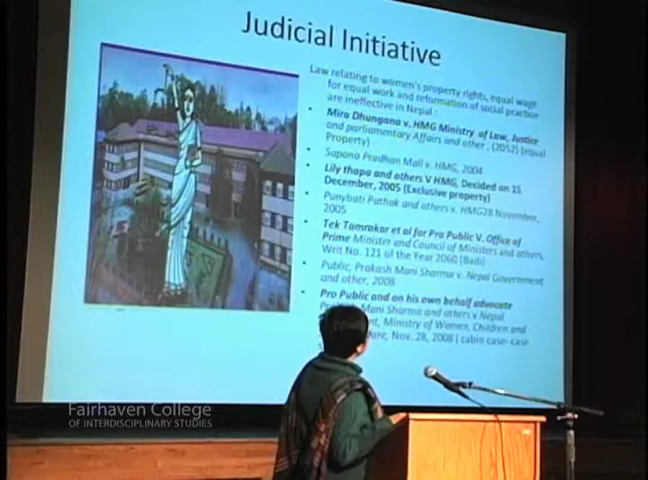 Judicial Initiative
Law relating to women's property rights, equal wage
for equal work and reformation of social practice
are ineffective in Nepal :
• Mira Dhungana v. HMG Ministry of Law, Justice
and parliamentary Affairs and other , (2052) (equal
Property)
• Sapana Pradhan Mall v. HMG, 2004
• Lily thapa and others V HMG, Decided on 15
December, 2005 (Exclusive property)
• Punybati Pathak and others v. HMG28 November,
2005
• Tek Tamrakar et al for Pro Public V. Office of
Prime Minister and Council of Ministers and others,
Writ No. 121 of the Year 2060 (Badi)
• Public, Prakash Mani Sharma v. Nepal Government
and other, 2008
• Pro Public and on his own behalf advocate
Mani Sharma and others v Nepal
Ministry of Women, Children and
Nov. 28, 2008 ( cabin case- case
Fairhaven College
OF INTERDISCIPLINARY STUDIES